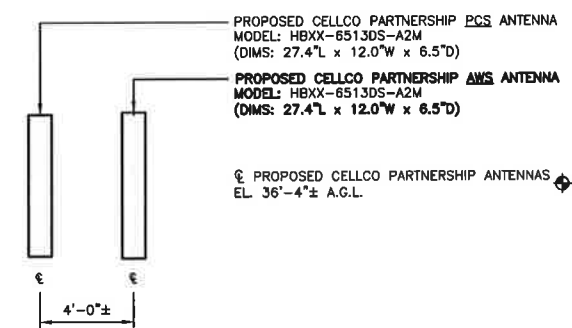 PROPOSED CELLCO PARTNERSHIP PCS ANTENNA
MODEL: HBXX-6513DS-A2M
(DIMS: 27.4"L x 12.0"W x 6.5"D)
PROPOSED CELLCO PARTNERSHIP AWS ANTENNA
MODEL: HBXX-6513DS-A2M
(DIMS: 27.4"L x 12.0"W x 6.5"D)
℄ PROPOSED CELLCO PARTNERSHIP ANTENNAS
EL. 36'-4"± A.G.L.
℄ ℄
4'-0"±